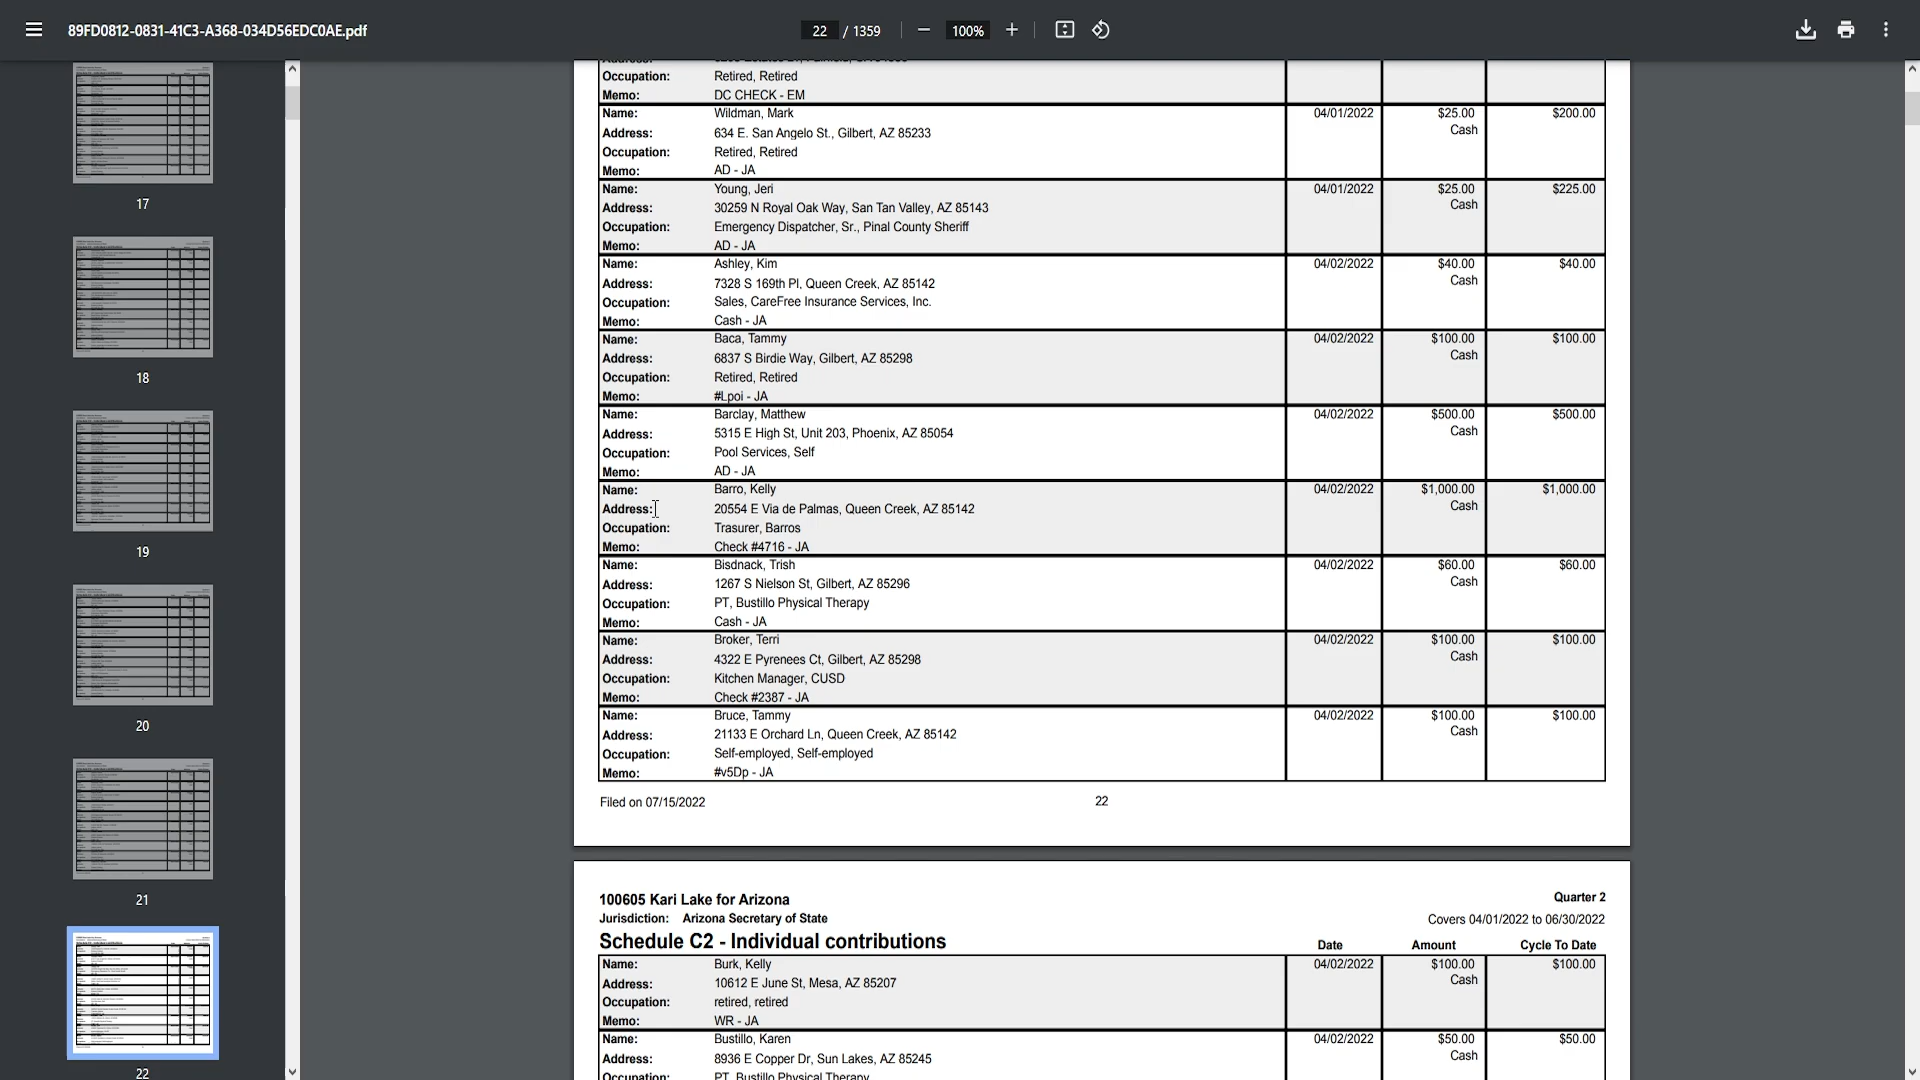 89FD0812-0831-41C3-A368-034D56EDC0AE.pdf
22 / 1359
100%
17
18
19
20
21
22
Occupation: Retired, Retired
Memo: DC CHECK - EM
Name: Wildman, Mark 04/01/2022 $25.00 $200.00
Address: 634 E. San Angelo St., Gilbert, AZ 85233 Cash
Occupation: Retired, Retired
Memo: AD - JA
Name: Young, Jeri 04/01/2022 $25.00 $225.00
Address: 30259 N Royal Oak Way, San Tan Valley, AZ 85143 Cash
Occupation: Emergency Dispatcher, Sr., Pinal County Sheriff
Memo: AD - JA
Name: Ashley, Kim 04/02/2022 $40.00 $40.00
Address: 7328 S 169th Pl, Queen Creek, AZ 85142 Cash
Occupation: Sales, CareFree Insurance Services, Inc.
Memo: Cash - JA
Name: Baca, Tammy 04/02/2022 $100.00 $100.00
Address: 6837 S Birdie Way, Gilbert, AZ 85298 Cash
Occupation: Retired, Retired
Memo: #Lpoi - JA
Name: Barclay, Matthew 04/02/2022 $500.00 $500.00
Address: 5315 E High St, Unit 203, Phoenix, AZ 85054 Cash
Occupation: Pool Services, Self
Memo: AD - JA
Name: Barro, Kelly 04/02/2022 $1,000.00 $1,000.00
Address: 20554 E Via de Palmas, Queen Creek, AZ 85142 Cash
Occupation: Trasurer, Barros
Memo: Check #4716 - JA
Name: Bisdnack, Trish 04/02/2022 $60.00 $60.00
Address: 1267 S Nielson St, Gilbert, AZ 85296 Cash
Occupation: PT, Bustillo Physical Therapy
Memo: Cash - JA
Name: Broker, Terri 04/02/2022 $100.00 $100.00
Address: 4322 E Pyrenees Ct, Gilbert, AZ 85298 Cash
Occupation: Kitchen Manager, CUSD
Memo: Check #2387 - JA
Name: Bruce, Tammy 04/02/2022 $100.00 $100.00
Address: 21133 E Orchard Ln, Queen Creek, AZ 85142 Cash
Occupation: Self-employed, Self-employed
Memo: #v5Dp - JA
Filed on 07/15/2022 22
100605 Kari Lake for Arizona Quarter 2
Jurisdiction: Arizona Secretary of State Covers 04/01/2022 to 06/30/2022
Schedule C2 - Individual contributions Date Amount Cycle To Date
Name: Burk, Kelly 04/02/2022 $100.00 $100.00
Address: 10612 E June St, Mesa, AZ 85207 Cash
Occupation: retired, retired
Memo: WR - JA
Name: Bustillo, Karen 04/02/2022 $50.00 $50.00
Address: 8936 E Copper Dr, Sun Lakes, AZ 85245 Cash
Occupation: PT, Bustillo Physical Therapy